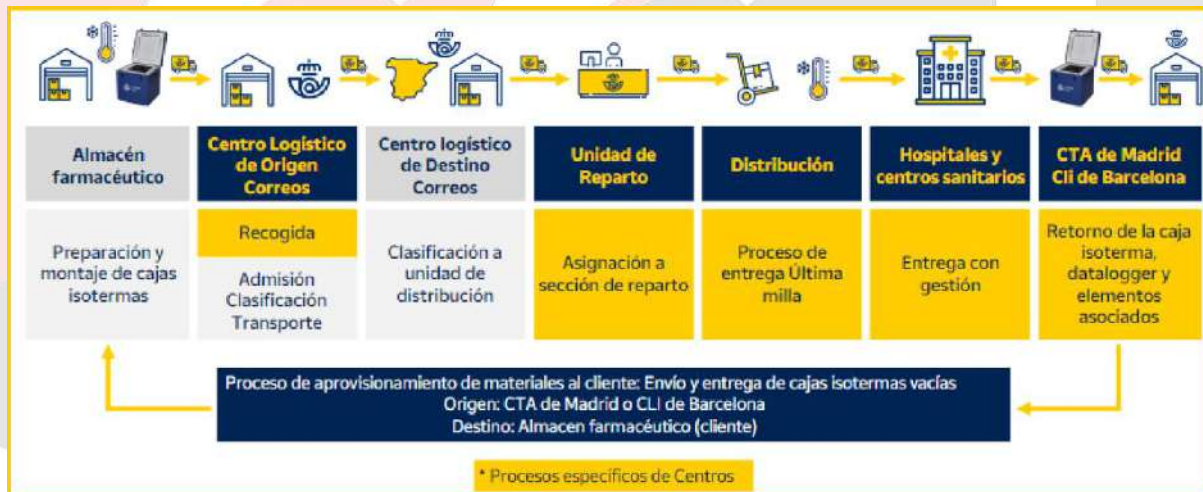 Almacén
farmacéutico
Centro Logístico
de Origen
Correos
Centro logístico
de Destino
Correos
Unidad de
Reparto
Distribución
Hospitales y
centros sanitarios
CTA de Madrid
Cli de Barcelona
Preparación y
montaje de cajas
isotermas
Recogida
Admisión
Clasificación
Transporte
Clasificación a
unidad de
distribución
Asignación a
sección de reparto
Proceso de
entrega Última
milla
Entrega con
gestión
Retorno de la caja
isoterma,
datalogger y
elementos
asociados
Proceso de aprovisionamiento de materiales al cliente: Envío y entrega de cajas isotermas vacías
Origen: CTA de Madrid o CLI de Barcelona
Destino: Almacen farmacéutico (cliente)
* Procesos específicos de Centros